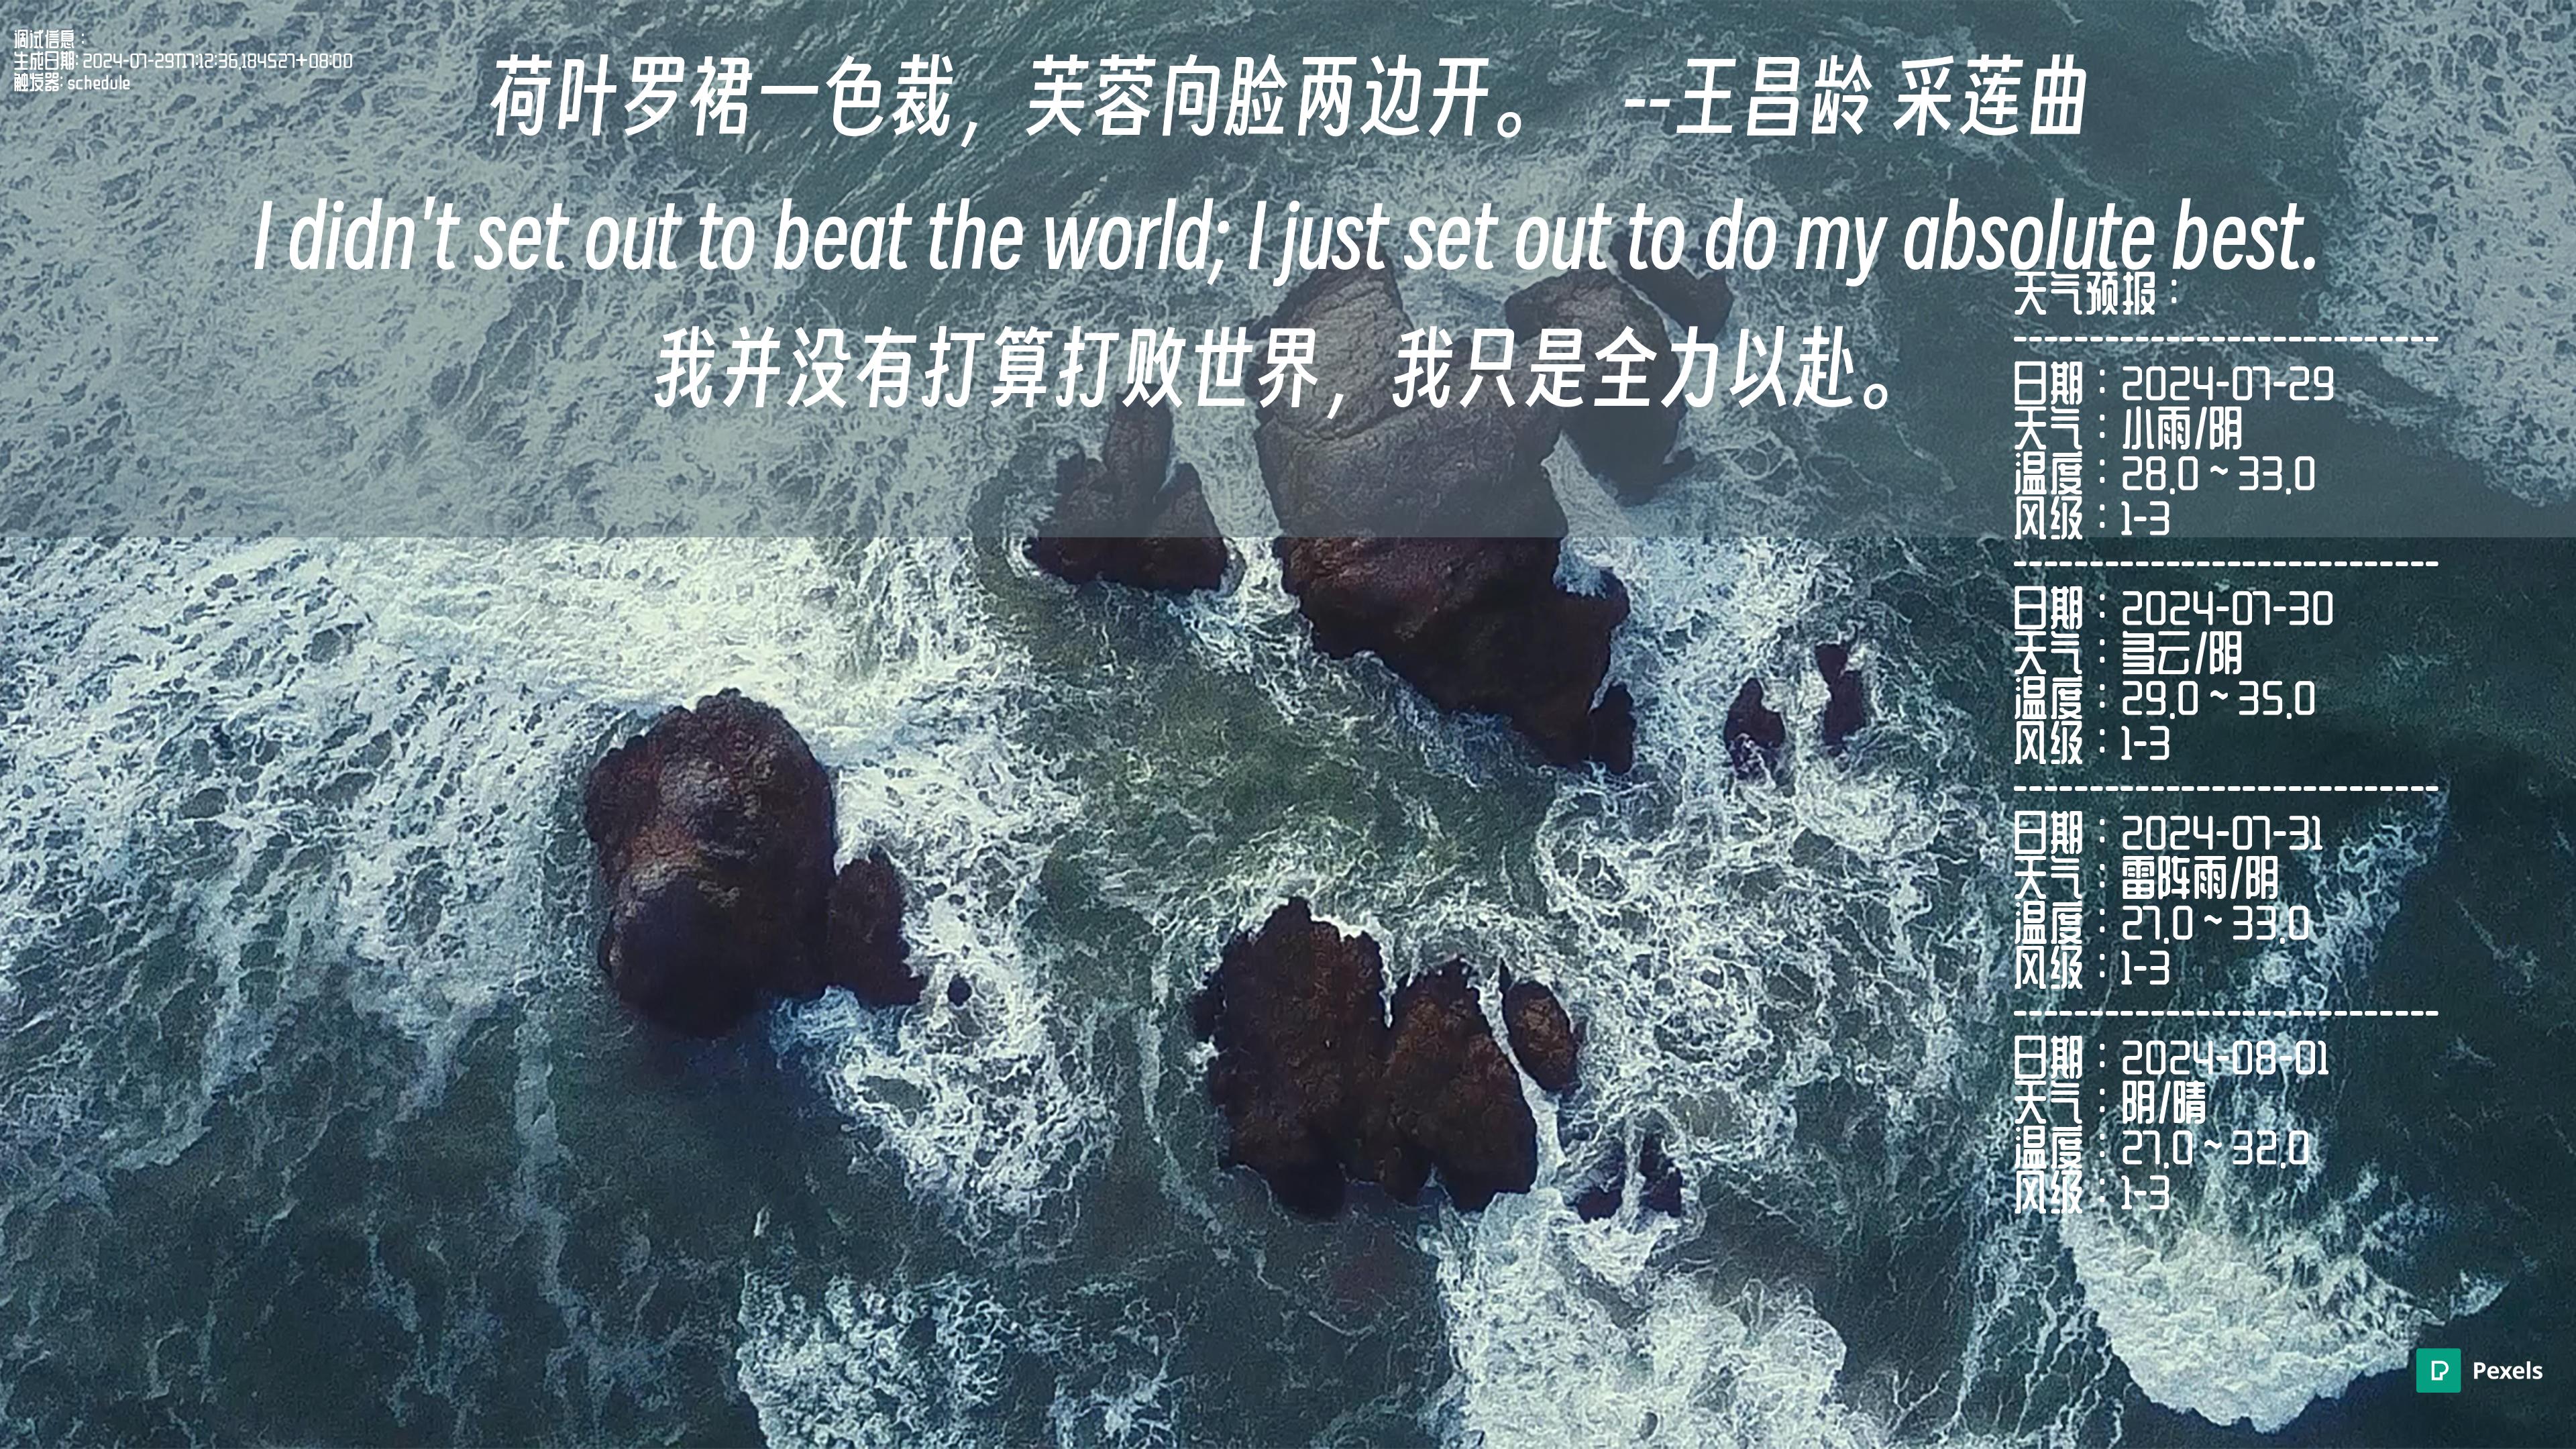 调试信息：
生成日期: 2024-07-29T17:12:36.184527+08:00
触发器: schedule
荷叶罗裙一色裁，芙蓉向脸两边开。 --王昌龄 采莲曲
I didn't set out to beat the world; I just set out to do my absolute best.
我并没有打算打败世界，我只是全力以赴。
天气预报：
----------------------------
日期：2024-07-29
天气：小雨/阴
温度：28.0 ~ 33.0
风级：1-3
----------------------------
日期：2024-07-30
天气：多云/阴
温度：29.0 ~ 35.0
风级：1-3
----------------------------
日期：2024-07-31
天气：雷阵雨/阴
温度：27.0 ~ 33.0
风级：1-3
----------------------------
日期：2024-08-01
天气：阴/晴
温度：27.0 ~ 32.0
风级：1-3
Pexels